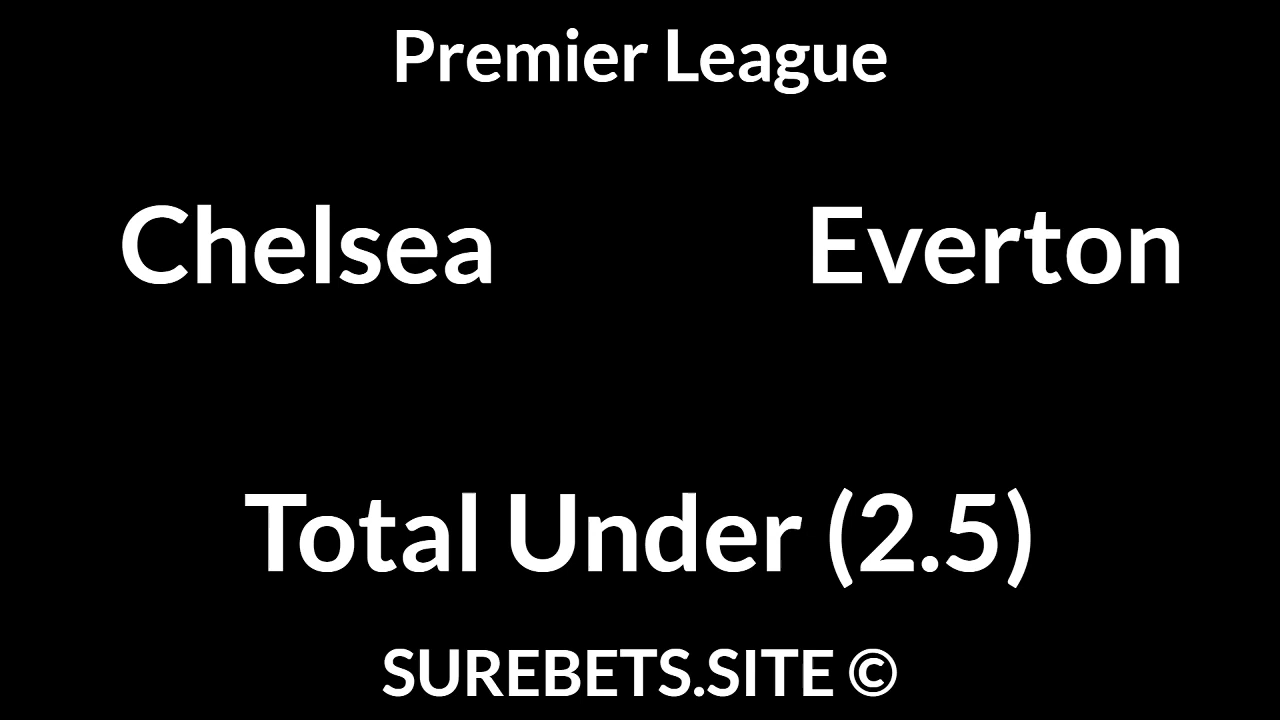 Premier League
Chelsea Everton
Total Under (2.5)
SUREBETS.SITE ©